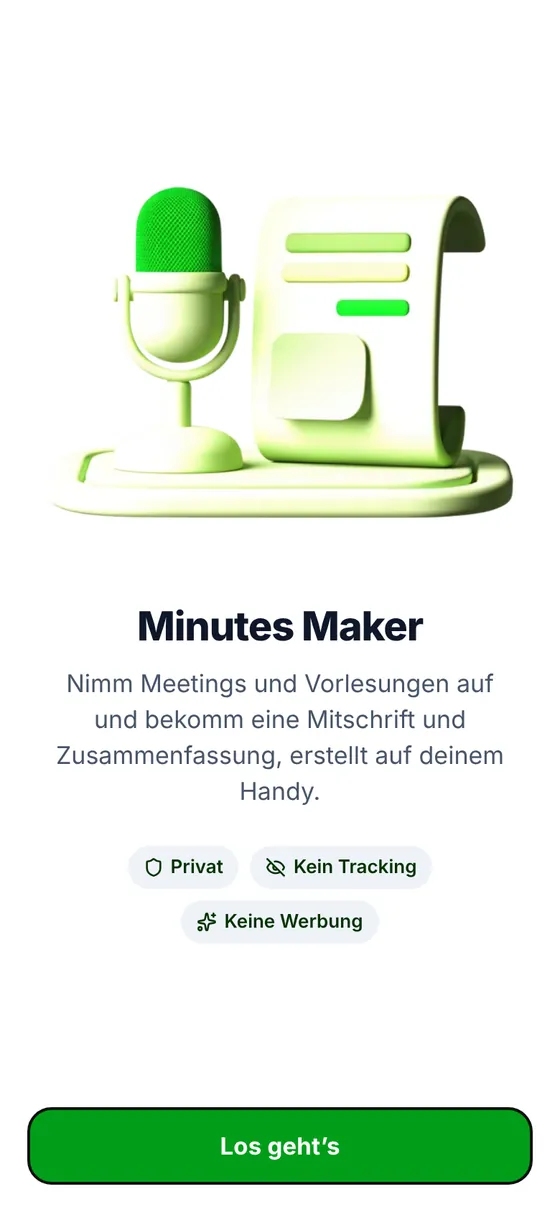 Minutes Maker
Nimm Meetings und Vorlesungen auf
und bekomm eine Mitschrift und
Zusammenfassung, erstellt auf deinem
Handy.
Privat
Kein Tracking
Keine Werbung
Los geht’s